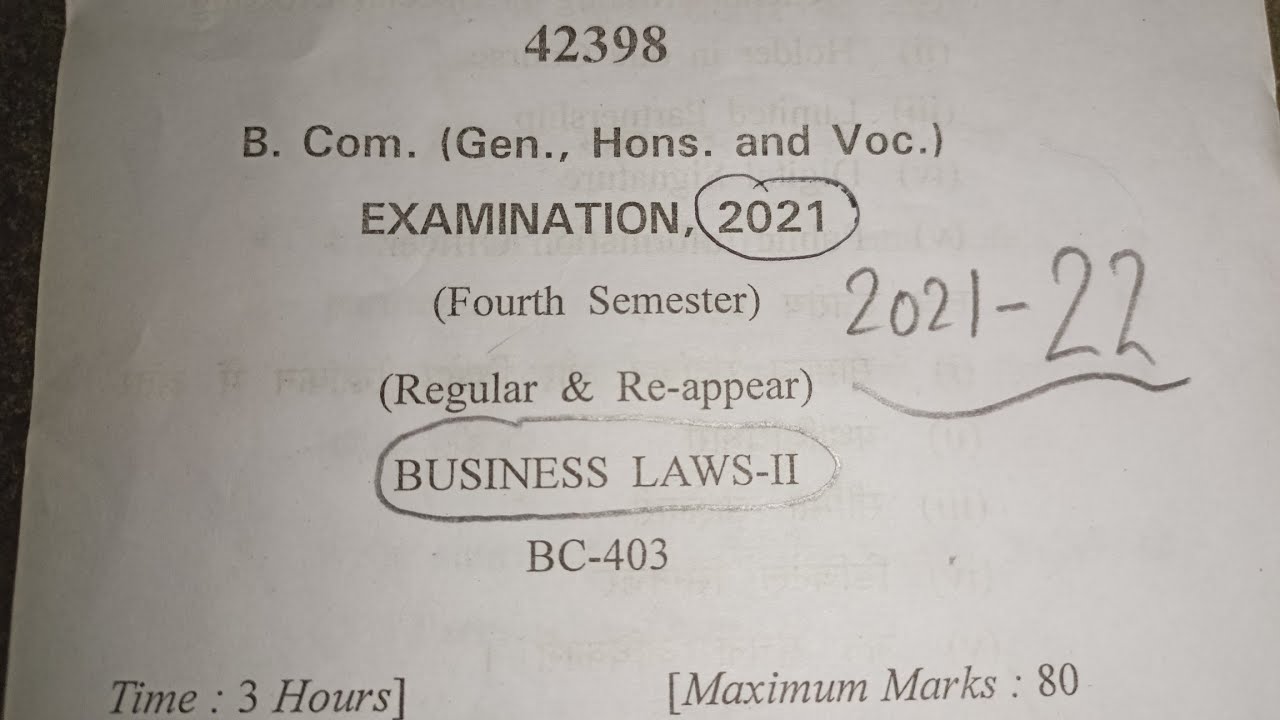 42398
B. Com. (Gen., Hons. and Voc.)
EXAMINATION, 2021
(Fourth Semester)
2021-22
(Regular & Re-appear)
BUSINESS LAWS-II
BC-403
Time : 3 Hours]
[Maximum Marks : 80